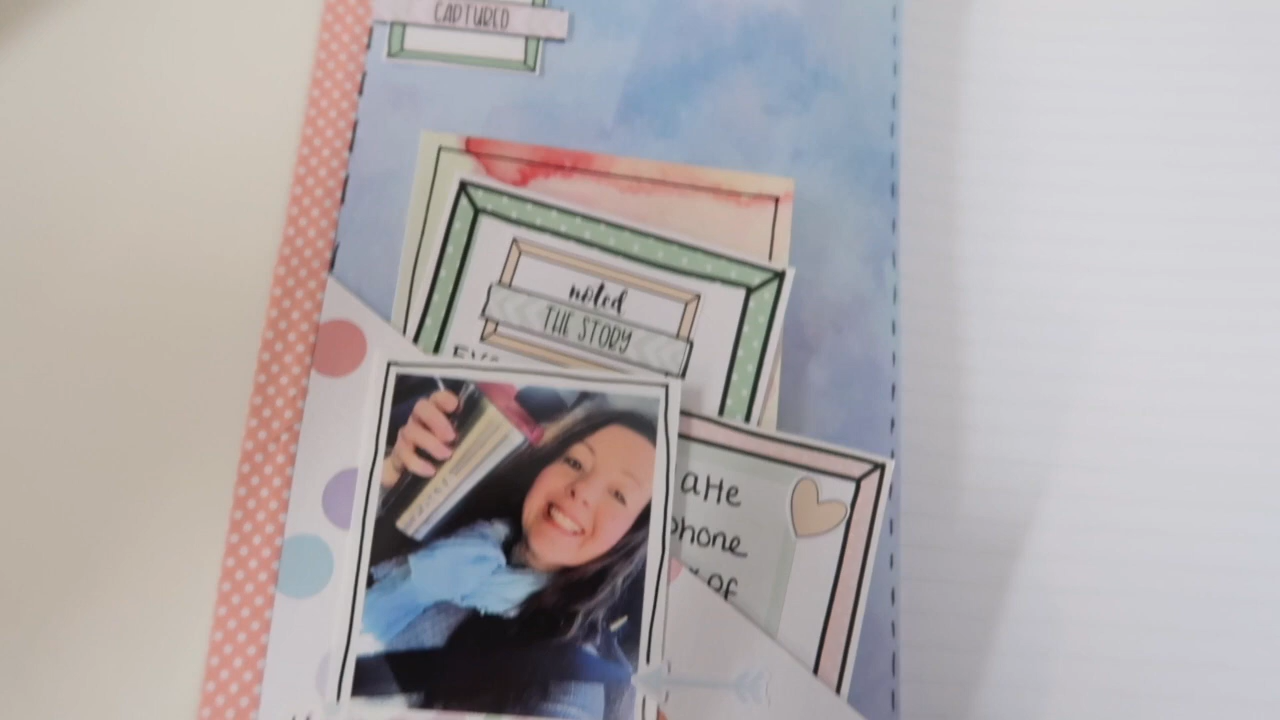 CAPTURED
noted
THE STORY
aHe
phone
of